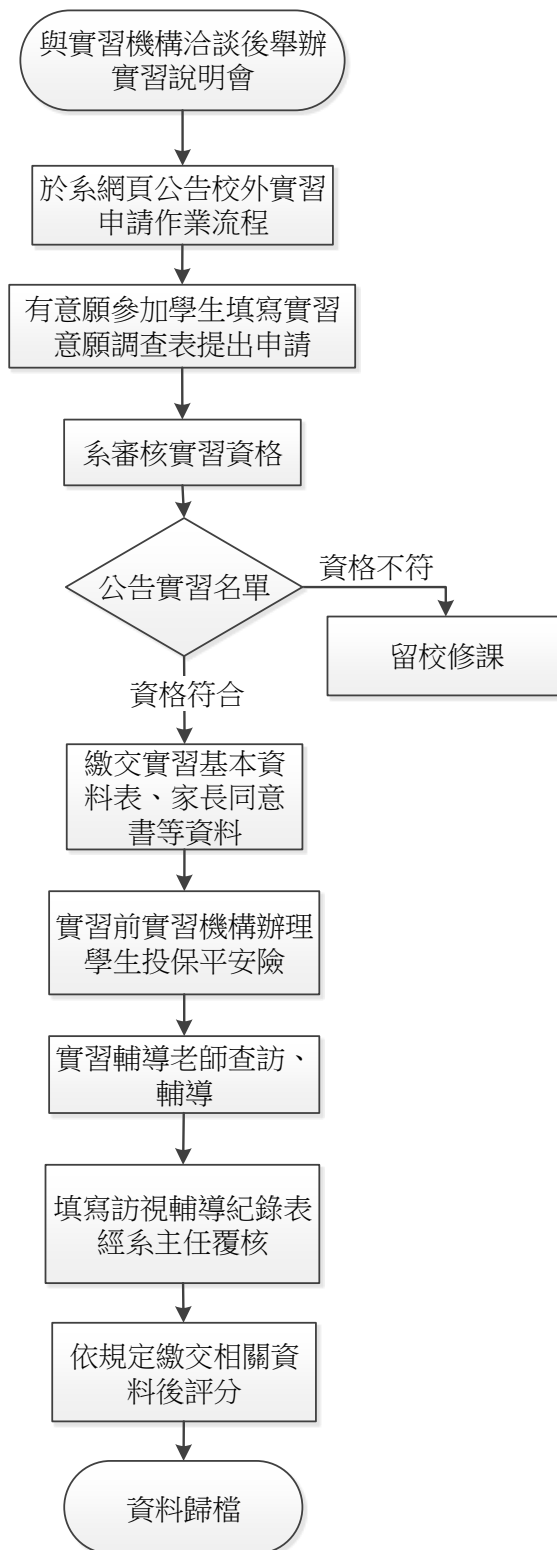 與實習機構洽談後舉辦
實習說明會
於系網頁公告校外實習
申請作業流程
有意願參加學生填寫實習
意願調查表提出申請
系審核實習資格
公告實習名單
資格不符
留校修課
資格符合
繳交實習基本資
料表、家長同意
書等資料
實習前實習機構辦理
學生投保平安險
實習輔導老師查訪、
輔導
填寫訪視輔導紀錄表
經系主任覆核
依規定繳交相關資
料後評分
資料歸檔